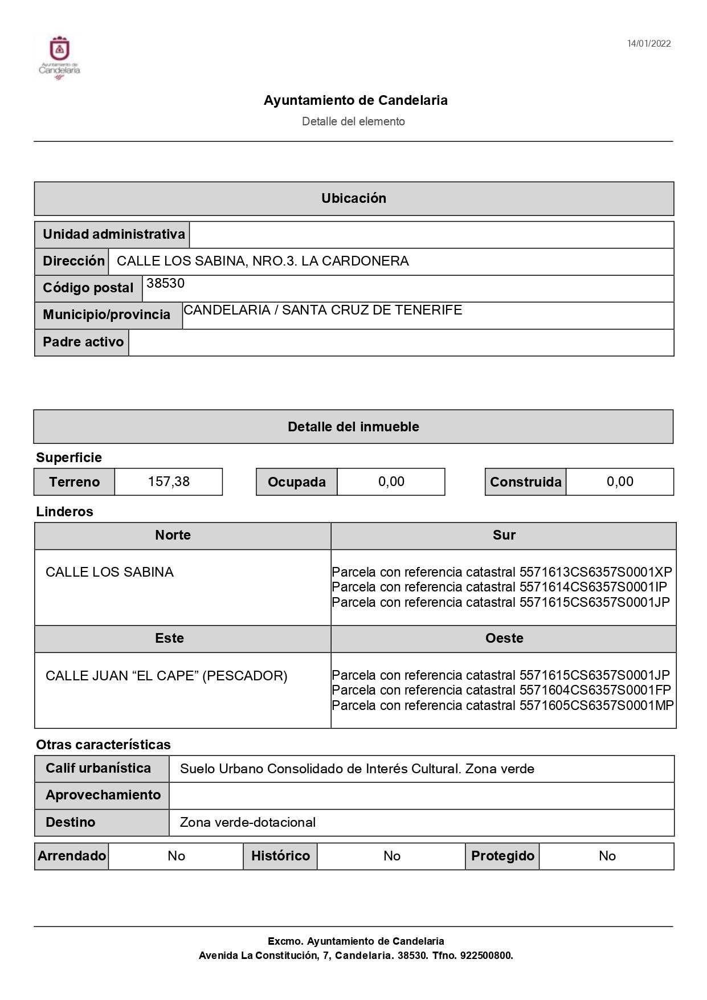 Ayuntamiento de
Candelaria
14/01/2022
Ayuntamiento de Candelaria
Detalle del elemento
Ubicación
Unidad administrativa
Dirección CALLE LOS SABINA, NRO.3. LA CARDONERA
Código postal 38530
Municipio/provincia CANDELARIA / SANTA CRUZ DE TENERIFE
Padre activo
Detalle del inmueble
Superficie
Terreno 157,38 Ocupada 0,00 Construida 0,00
Linderos
Norte Sur
CALLE LOS SABINA Parcela con referencia catastral 5571613CS6357S0001XP
Parcela con referencia catastral 5571614CS6357S0001IP
Parcela con referencia catastral 5571615CS6357S0001JP
Este Oeste
CALLE JUAN “EL CAPE” (PESCADOR) Parcela con referencia catastral 5571615CS6357S0001JP
Parcela con referencia catastral 5571604CS6357S0001FP
Parcela con referencia catastral 5571605CS6357S0001MP
Otras características
Calif urbanística Suelo Urbano Consolidado de Interés Cultural. Zona verde
Aprovechamiento
Destino Zona verde-dotacional
Arrendado No Histórico No Protegido No
Excmo. Ayuntamiento de Candelaria
Avenida La Constitución, 7, Candelaria. 38530. Tfno. 922500800.